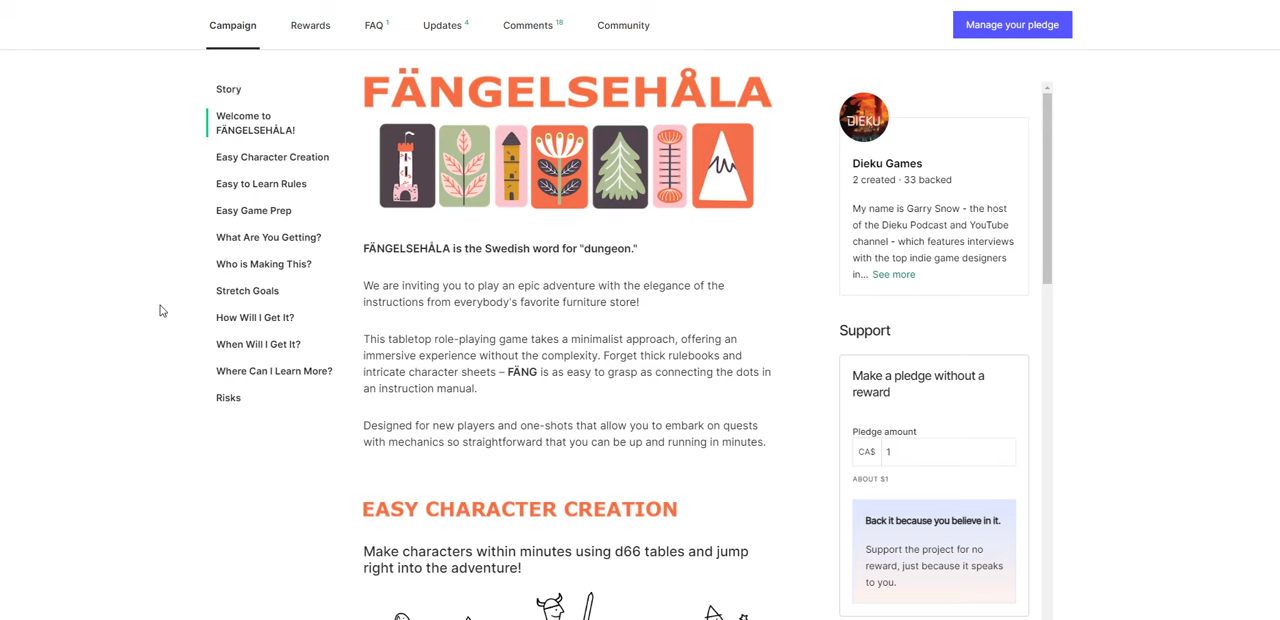 Campaign
Rewards
FAQ 1
Updates 4
Comments 18
Community
Manage your pledge
Story
Welcome to
FÄNGELSEHÅLA!
Easy Character Creation
Easy to Learn Rules
Easy Game Prep
What Are You Getting?
Who is Making This?
Stretch Goals
How Will I Get It?
When Will I Get It?
Where Can I Learn More?
Risks
FÄNGELSEHÅLA
FÄNGELSEHÅLA is the Swedish word for "dungeon."
We are inviting you to play an epic adventure with the elegance of the
instructions from everybody's favorite furniture store!
This tabletop role-playing game takes a minimalist approach, offering an
immersive experience without the complexity. Forget thick rulebooks and
intricate character sheets – FÄNG is as easy to grasp as connecting the dots in
an instruction manual.
Designed for new players and one-shots that allow you to embark on quests
with mechanics so straightforward that you can be up and running in minutes.
EASY CHARACTER CREATION
Make characters within minutes using d66 tables and jump
right into the adventure!
DIEKU
Dieku Games
2 created · 33 backed
My name is Garry Snow - the host
of the Dieku Podcast and YouTube
channel - which features interviews
with the top indie game designers
in... See more
Support
Make a pledge without a
reward
Pledge amount
CA$ 1
ABOUT $1
Back it because you believe in it.
Support the project for no
reward, just because it speaks
to you.